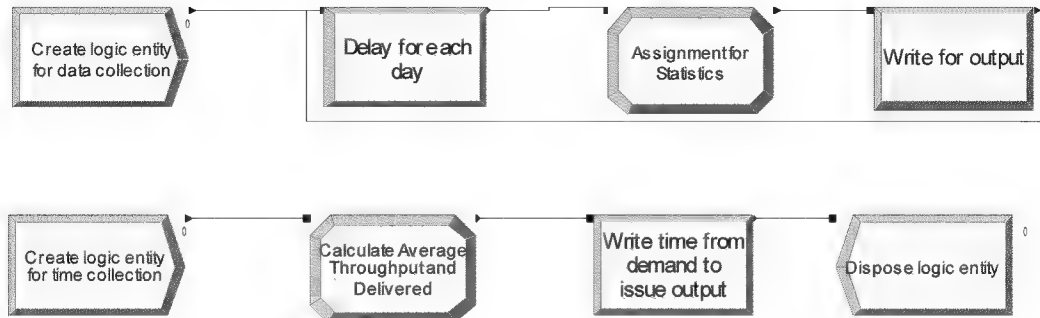 0
Create logic entity
for data collection
Delay for each
day
Assignment for
Statistics
Write for output
0
Create logic entity
for time collection
Calculate Average
Throughput and
Delivered
Write time from
demand to
issue output
Dispose logic entity
0